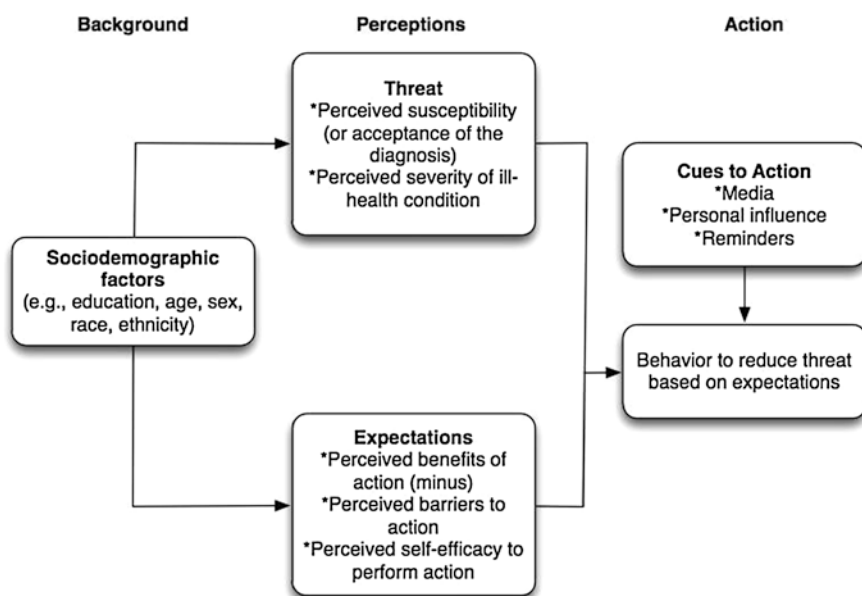 Background
Perceptions
Action
Threat
*Perceived susceptibility
(or acceptance of the
diagnosis)
*Perceived severity of ill-
health condition
Cues to Action
*Media
*Personal influence
*Reminders
Sociodemographic
factors
(e.g., education, age, sex,
race, ethnicity)
Behavior to reduce threat
based on expectations
Expectations
*Perceived benefits of
action (minus)
*Perceived barriers to
action
*Perceived self-efficacy to
perform action